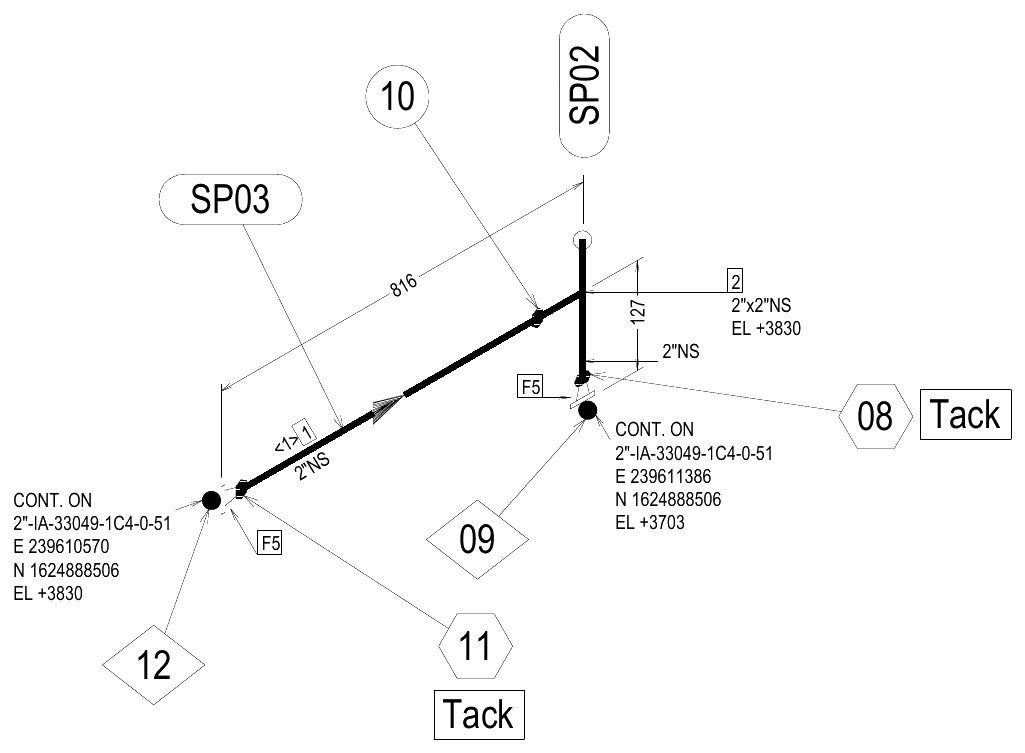 SP02
10
SP03
816
2
2"x2"NS
EL +3830
127
2"NS
F5
08
Tack
CONT. ON
2"-IA-33049-1C4-0-51
E 239611386
N 1624888506
EL +3703
<1> 1
2"NS
CONT. ON
2"-IA-33049-1C4-0-51
E 239610570
N 1624888506
EL +3830
F5
09
11
12
Tack